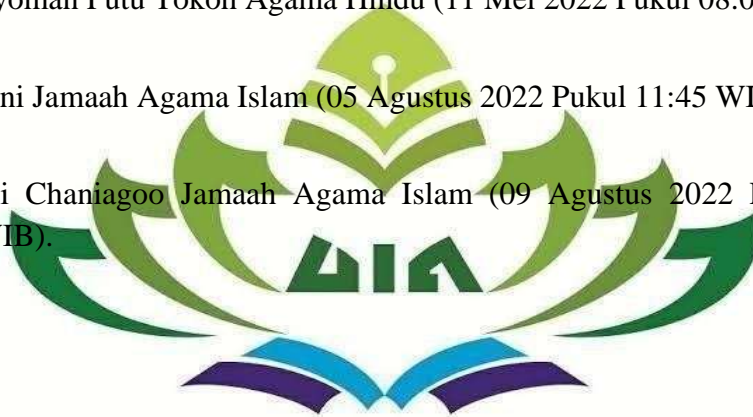 yoman Putu Tokoh Agama Hindu (11 Mei 2022 Pukul 08:0
ni Jamaah Agama Islam (05 Agustus 2022 Pukul 11:45 WI
i Chaniagoo Jamaah Agama Islam (09 Agustus 2022
IB).
UIN